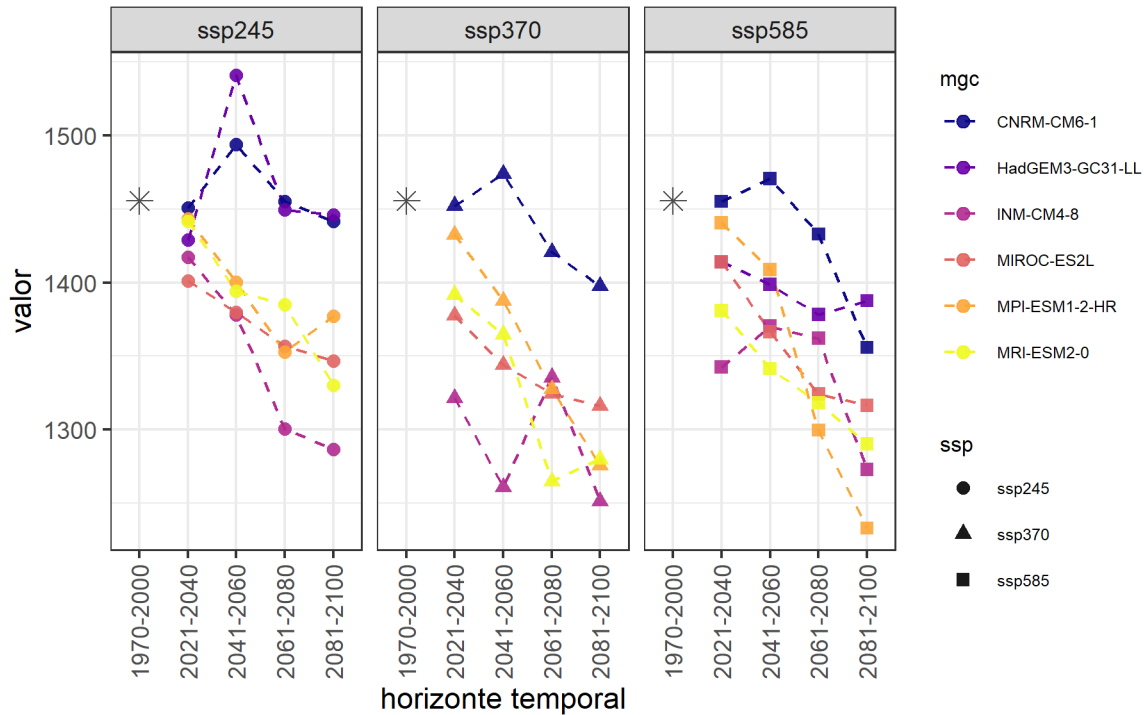 ssp245 ssp370 ssp585
valor
1500
1400
1300
1970-2000 2021-2040 2041-2060 2061-2080 2081-2100 1970-2000 2021-2040 2041-2060 2061-2080 2081-2100 1970-2000 2021-2040 2041-2060 2061-2080 2081-2100
horizonte temporal
mgc
CNRM-CM6-1
HadGEM3-GC31-LL
INM-CM4-8
MIROC-ES2L
MPI-ESM1-2-HR
MRI-ESM2-0
ssp
ssp245
ssp370
ssp585